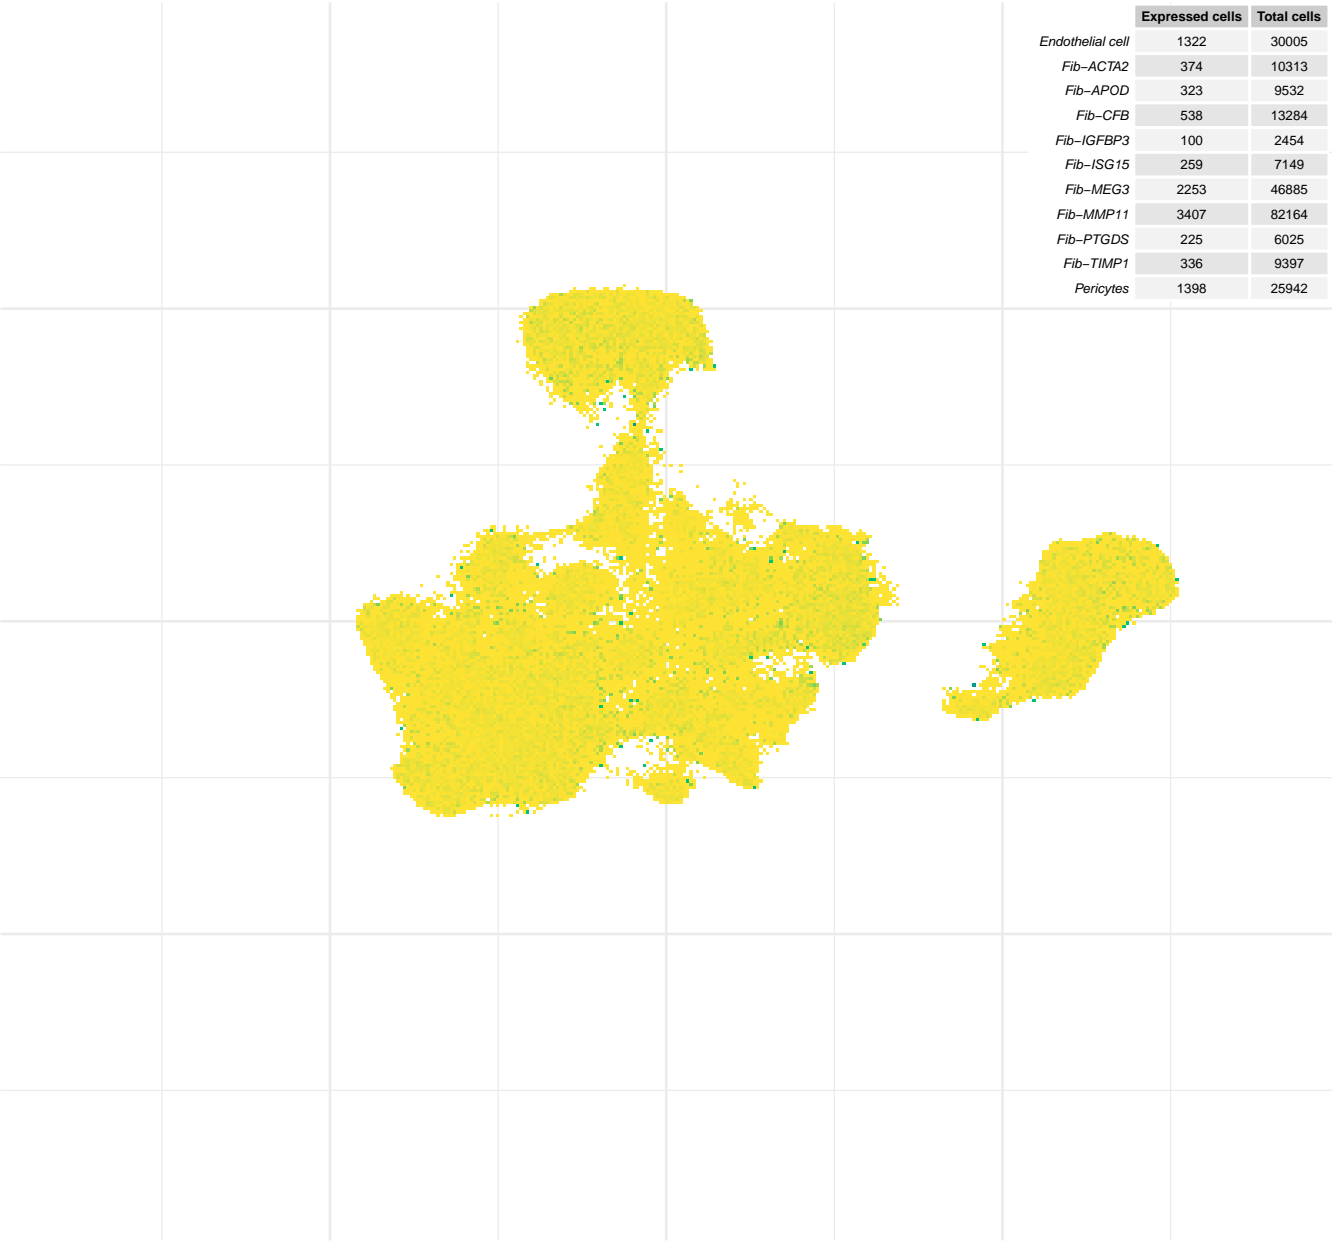 Expressed cells Total cells
Endothelial cell 1322 30005
Fib−ACTA2 374 10313
Fib−APOD 323 9532
Fib−CFB 538 13284
Fib−IGFBP3 100 2454
Fib−ISG15 259 7149
Fib−MEG3 2253 46885
Fib−MMP11 3407 82164
Fib−PTGDS 225 6025
Fib−TIMP1 336 9397
Pericytes 1398 25942